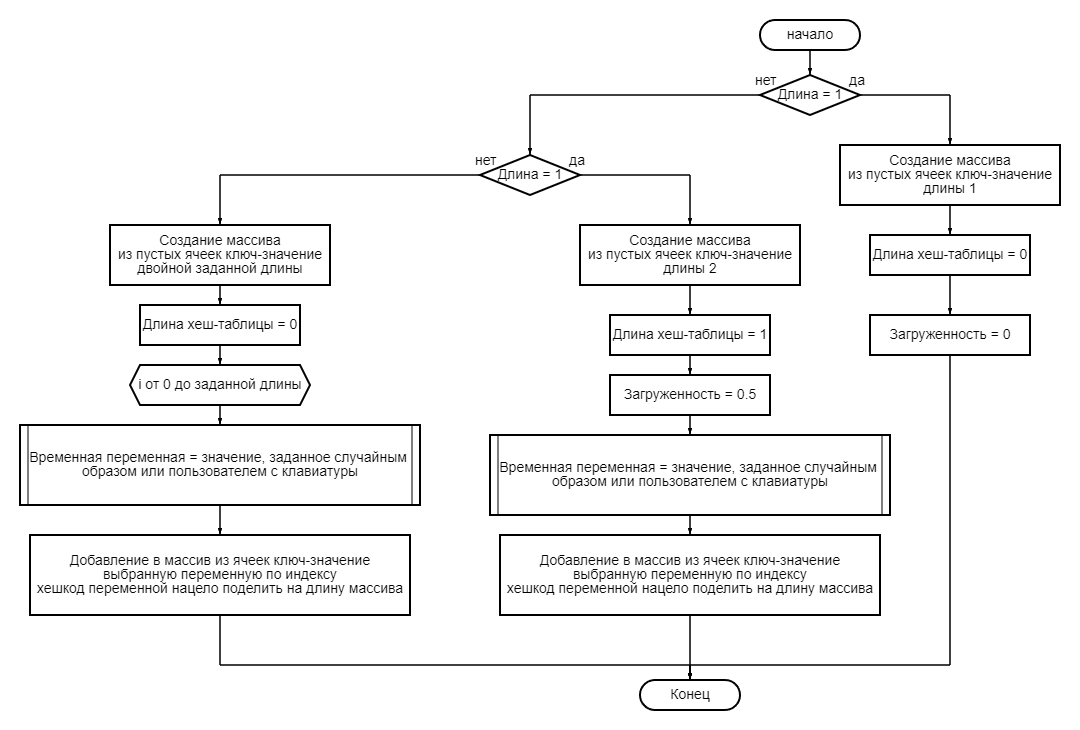 начало
нет
да
Длина = 1
нет
да
Длина = 1
Создание массива
из пустых ячеек ключ-значение
длины 1
Длина хеш-таблицы = 0
Загруженность = 0
Создание массива
из пустых ячеек ключ-значение
двойной заданной длины
Длина хеш-таблицы = 0
i от 0 до заданной длины
Временная переменная = значение, заданное случайным
образом или пользователем с клавиатуры
Добавление в массив из ячеек ключ-значение
выбранную переменную по индексу
хешкод переменной нацело поделить на длину массива
Создание массива
из пустых ячеек ключ-значение
длины 2
Длина хеш-таблицы = 1
Загруженность = 0.5
Временная переменная = значение, заданное случайным
образом или пользователем с клавиатуры
Добавление в массив из ячеек ключ-значение
выбранную переменную по индексу
хешкод переменной нацело поделить на длину массива
Конец